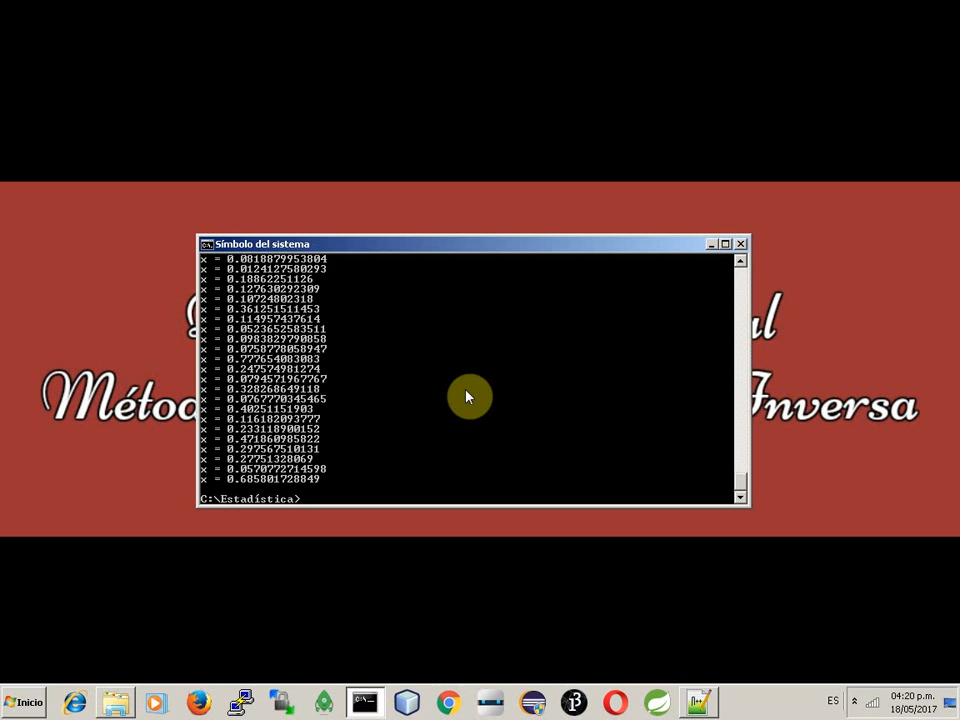 Símbolo del sistema
x = 0.0818879953804
x = 0.0124127580293
x = 0.18862251126
x = 0.127630292309
x = 0.10724802318
x = 0.361251511453
x = 0.114957437614
x = 0.0523652583511
x = 0.0983829790858
x = 0.0758778058947
x = 0.777654083083
x = 0.247574981274
x = 0.0794571967767
x = 0.328268649118
x = 0.0767770345465
x = 0.40251151903
x = 0.116182093777
x = 0.233118900152
x = 0.471860985822
x = 0.297567510131
x = 0.27751328069
x = 0.0570772714598
x = 0.685801728849
C:\Estadística>
Inversa
Inicio
ES
04:20 p.m.
18/05/2017